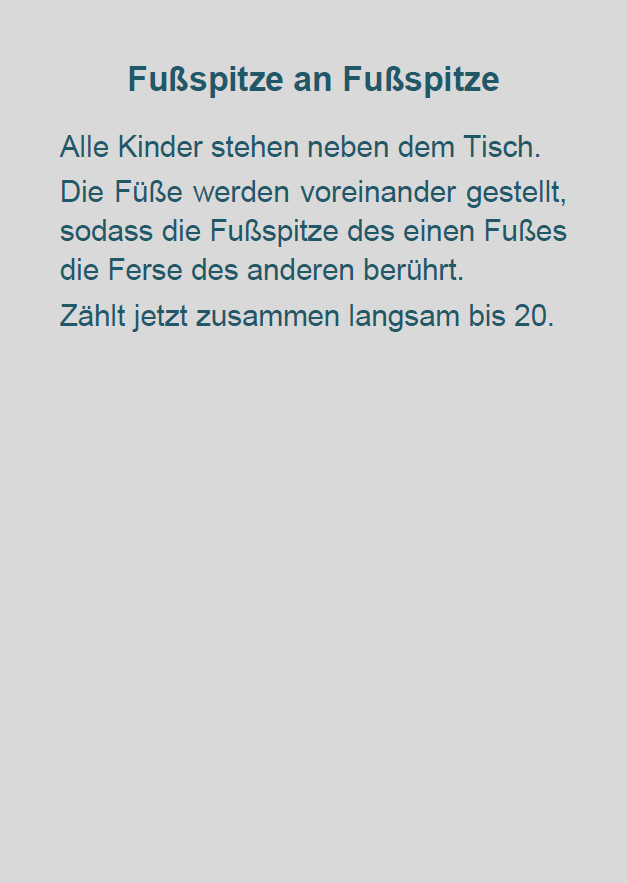 Fußspitze an Fußspitze
Alle Kinder stehen neben dem Tisch.
Die Füße werden voreinander gestellt,
sodass die Fußspitze des einen Fußes
die Ferse des anderen berührt.
Zählt jetzt zusammen langsam bis 20.